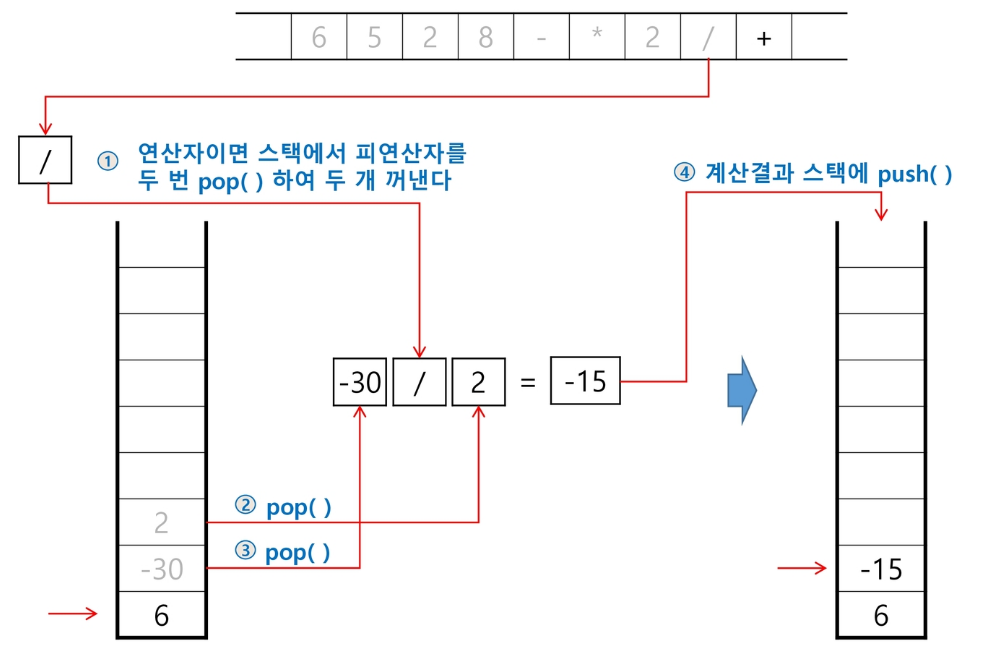 6 5 2 8 - * 2 / +
/
① 연산자이면 스택에서 피연산자를
두 번 pop( ) 하여 두 개 꺼낸다
④ 계산결과 스택에 push( )
-30 / 2 = -15
② pop( )
③ pop( )
2
-30
6
-15
6